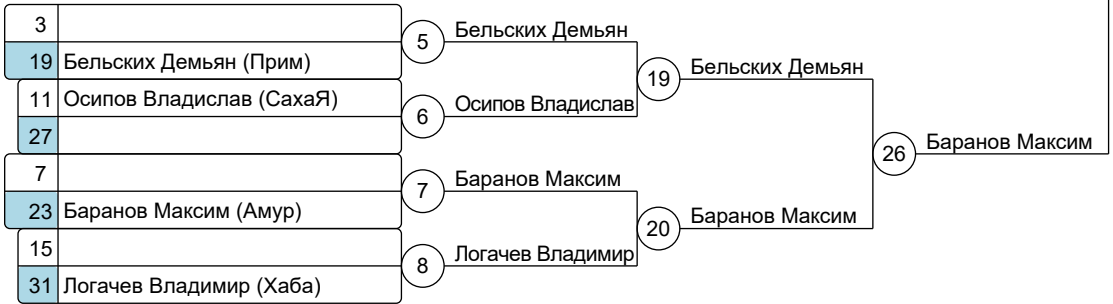 3
19 Бельских Демьян (Прим)
11 Осипов Владислав (СахаЯ)
27
7
23 Баранов Максим (Амур)
15
31 Логачев Владимир (Хаба)
5 Бельских Демьян
6 Осипов Владислав
7 Баранов Максим
8 Логачев Владимир
19 Бельских Демьян
20 Баранов Максим
26 Баранов Максим